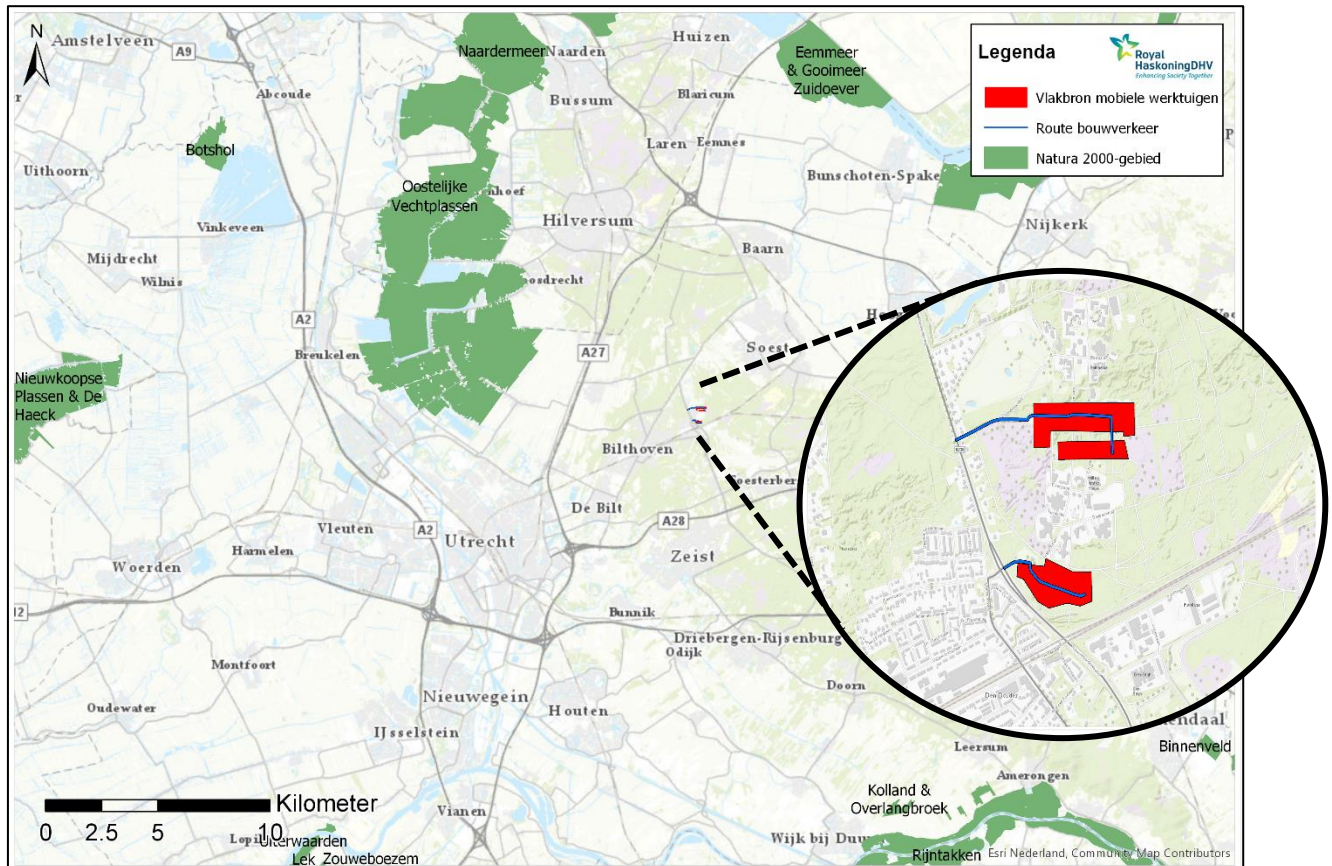 N
Amstelveen
A9
Abcoude
Naardermeer
Naarden
Huizen
Bussum
Blaricum
Eemmeer
& Gooimeer
Zuidoever
Legenda
Royal
HaskoningDHV
Enhancing Society Together
Vlakbron mobiele werktuigen
Route bouwverkeer
Natura 2000-gebied
Laren
Eemnes
Botshol
Uithoorn
Oostelijke
Vechtplassen
Bunschoten-Spake
Vinkeveen
Hilversum
Nijkerk
Mijdrecht
Wilnis
Baarn
A2
Breukelen
A27
Soest
Nieuwkoopse
Plassen & De
Haeck
Bilthoven
De Bilt
A28
Vleuten
A2
Utrecht
Zeist
Harmelen
Woerden
Bunnik
Driebergen-Rijsenburg
Odijk
Montfoort
Doorn
Nieuwegein
Oudewater
Houten
IJsselstein
Leersum
Binnenveld
Amerongen
Kolland &
Overlangbroek
Kilometer
0 2.5 5 10
Vianen
Wijk bij Duu
Lek Zouweboezem
Rijntakken
Esri Nederland, Community Map Contributors